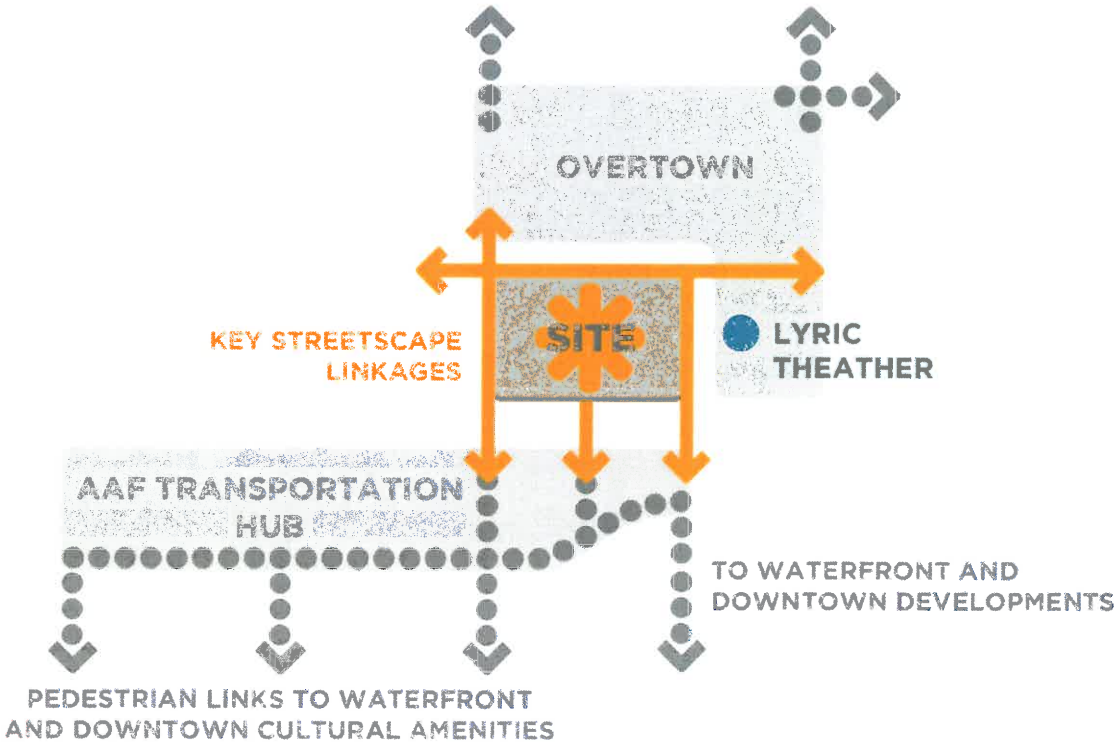 OVERTOWN
KEY STREETSCAPE
LINKAGES
SITE
LYRIC
THEATHER
AAF TRANSPORTATION
HUB
TO WATERFRONT AND
DOWNTOWN DEVELOPMENTS
PEDESTRIAN LINKS TO WATERFRONT
AND DOWNTOWN CULTURAL AMENITIES